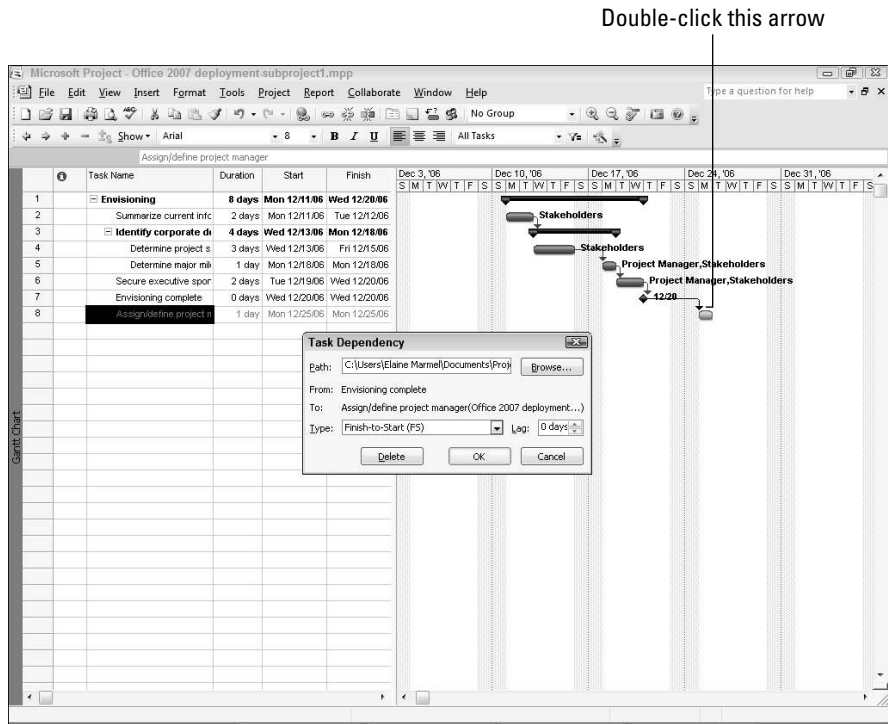 Double-click this arrow
Microsoft Project - Office 2007 deployment-subproject1.mpp
File Edit View Insert Format Tools Project Report Collaborate Window Help
Type a question for help
No Group
Show Arial 8 B I U All Tasks
Assign/define project manager
Task Name Duration Start Finish Dec 3, '06 Dec 10, '06 Dec 17, '06 Dec 24, '06 Dec 31, '06
S M T W T F S S M T W T F S S M T W T F S S M T W T F S S M T W T F S
1 Envisioning 8 days Mon 12/11/06 Wed 12/20/06
2 Summarize current info 2 days Mon 12/11/06 Tue 12/12/06 Stakeholders
3 Identify corporate de 4 days Wed 12/13/06 Mon 12/18/06
4 Determine project s 3 days Wed 12/13/06 Fri 12/15/06 Stakeholders
5 Determine major mil 1 day Mon 12/18/06 Mon 12/18/06 Project Manager,Stakeholders
6 Secure executive spor 2 days Tue 12/19/06 Wed 12/20/06 Project Manager,Stakeholders
7 Envisioning complete 0 days Wed 12/20/06 Wed 12/20/06 12/20
8 Assign/define project m 1 day Mon 12/25/06 Mon 12/25/06
Task Dependency
Path: C:\Users\Elaine Marmel\Documents\Proj Browse...
From: Envisioning complete
To: Assign/define project manager(Office 2007 deployment...)
Type: Finish-to-Start (FS) Lag: 0 days
Delete OK Cancel
Gantt Chart